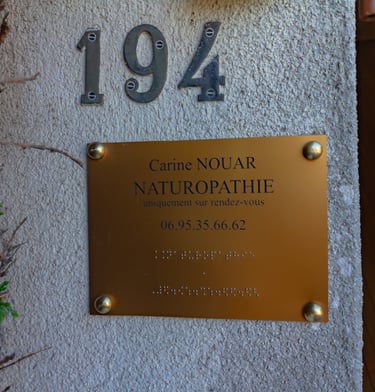 194
Carine NOUAR
NATUROPATHIE
uniquement sur rendez-vous
06.95.35.66.62